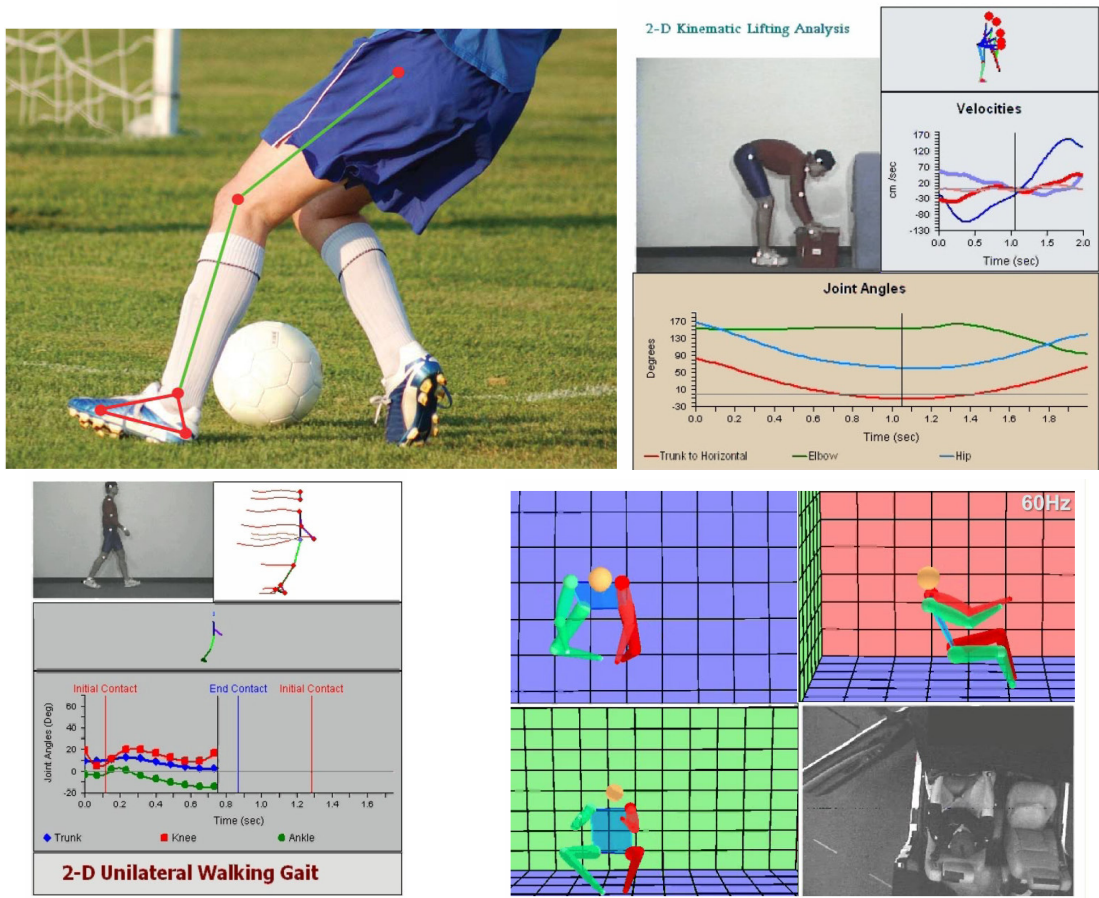 2-D Kinematic Lifting Analysis
Velocities
170
120
70
20
-30
-80
-130
cm /sec
0.0 0.5 1.0 1.5 2.0
Time (sec)
Joint Angles
170
130
90
50
10
-30
Degrees
0.0 0.2 0.4 0.6 0.8 1.0 1.2 1.4 1.6 1.8
Time (sec)
Trunk to Horizontal Elbow Hip
60Hz
Initial Contact End Contact Initial Contact
60
40
20
0
-20
Joint Angles (Deg)
0.0 0.2 0.4 0.6 0.8 1.0 1.2 1.4 1.6
Time (sec)
Trunk Knee Ankle
2-D Unilateral Walking Gait